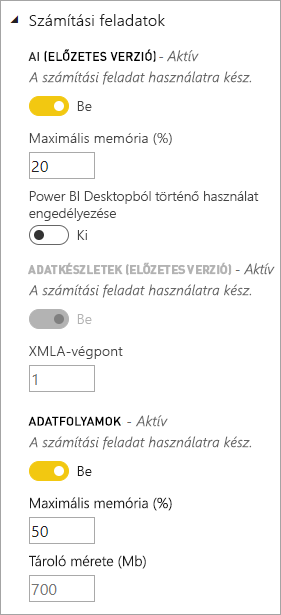 Számítási feladatok
AI (ELŐZETES VERZIÓ) - Aktív
A számítási feladat használatra kész.
Be
Maximális memória (%)
20
Power BI Desktopból történő használat
engedélyezése
Ki
ADATKÉSZLETEK (ELŐZETES VERZIÓ) - Aktív
A számítási feladat használatra kész.
Be
XMLA-végpont
1
ADATFOLYAMOK - Aktív
A számítási feladat használatra kész.
Be
Maximális memória (%)
50
Tároló mérete (Mb)
700